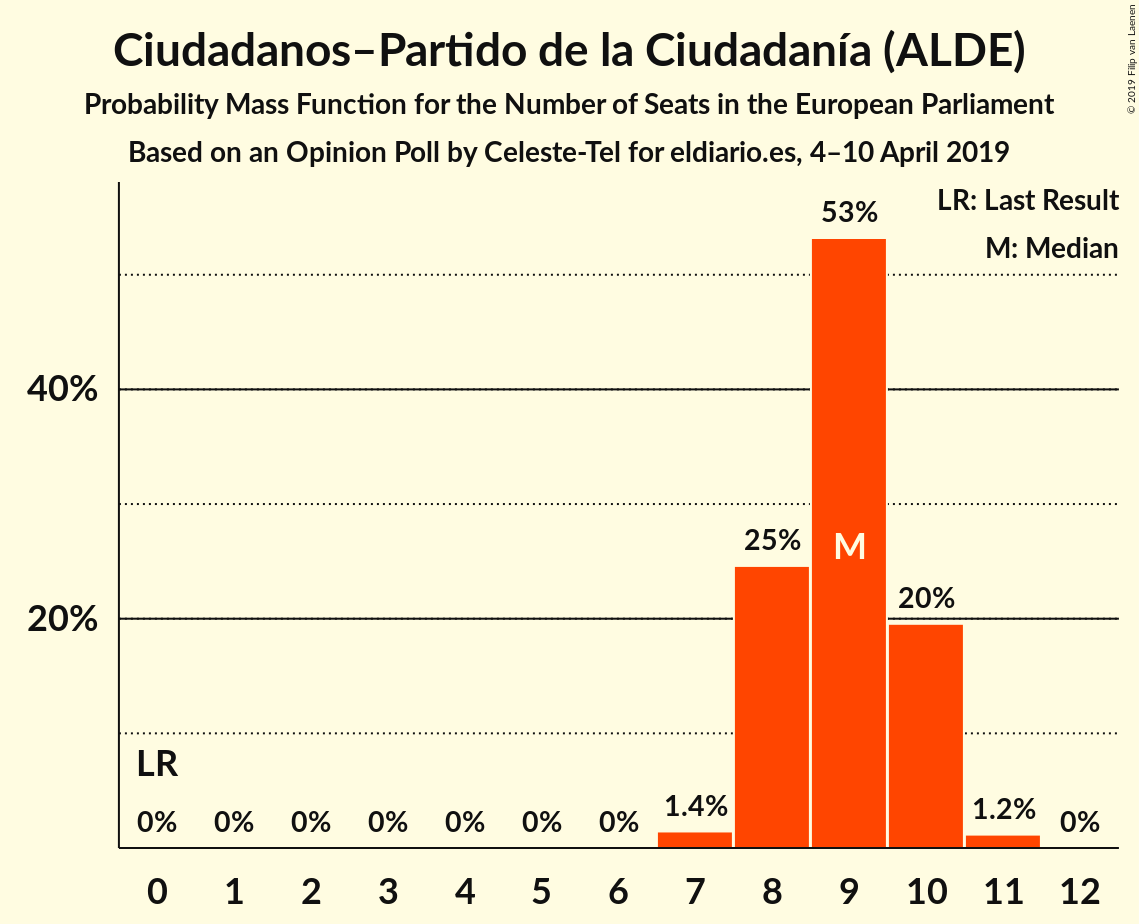 Ciudadanos–Partido de la Ciudadanía (ALDE)
Probability Mass Function for the Number of Seats in the European Parliament
Based on an Opinion Poll by Celeste-Tel for eldiario.es, 4–10 April 2019
© 2019 Filip van Laenen
LR: Last Result
M: Median
53%
40%
25%
M
20%
20%
LR
0% 0% 0% 0% 0% 0% 0% 1.4% 1.2% 0%
0 1 2 3 4 5 6 7 8 9 10 11 12